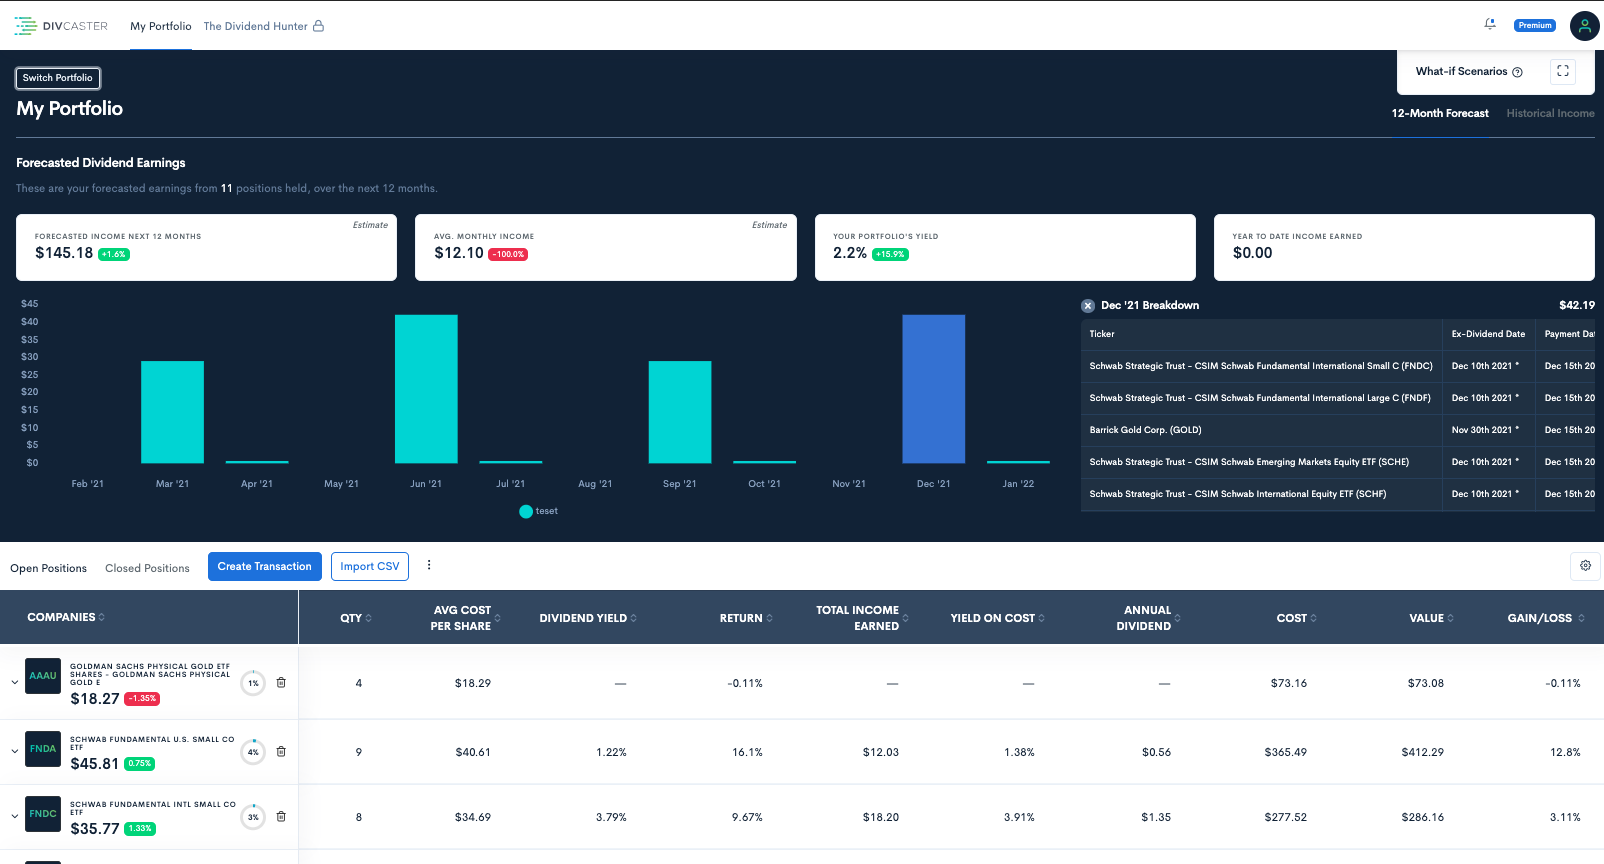 DIVCASTER My Portfolio The Dividend Hunter Premium
Switch Portfolio
What-if Scenarios
My Portfolio
12-Month Forecast Historical Income
Forecasted Dividend Earnings
These are your forecasted earnings from 11 positions held, over the next 12 months.
Estimate
FORECASTED INCOME NEXT 12 MONTHS
$145.18 +1.6%
Estimate
AVG. MONTHLY INCOME
$12.10 -100.0%
YOUR PORTFOLIO'S YIELD
2.2% +15.9%
YEAR TO DATE INCOME EARNED
$0.00
$45
$40
$35
$30
$25
$20
$15
$10
$5
$0
Feb '21 Mar '21 Apr '21 May '21 Jun '21 Jul '21 Aug '21 Sep '21 Oct '21 Nov '21 Dec '21 Jan '22
teset
Dec '21 Breakdown $42.19
Ticker Ex-Dividend Date Payment Dat
Schwab Strategic Trust - CSIM Schwab Fundamental International Small C (FNDC) Dec 10th 2021 * Dec 15th 20
Schwab Strategic Trust - CSIM Schwab Fundamental International Large C (FNDF) Dec 10th 2021 * Dec 15th 20
Barrick Gold Corp. (GOLD) Nov 30th 2021 * Dec 15th 20
Schwab Strategic Trust - CSIM Schwab Emerging Markets Equity ETF (SCHE) Dec 10th 2021 * Dec 15th 20
Schwab Strategic Trust - CSIM Schwab International Equity ETF (SCHF) Dec 10th 2021 * Dec 15th 20
Open Positions Closed Positions Create Transaction Import CSV
COMPANIES
QTY
AVG COST
PER SHARE
DIVIDEND YIELD
RETURN
TOTAL INCOME
EARNED
YIELD ON COST
ANNUAL
DIVIDEND
COST
VALUE
GAIN/LOSS
AAAU
GOLDMAN SACHS PHYSICAL GOLD ETF
SHARES - GOLDMAN SACHS PHYSICAL
GOLD E
$18.27 -1.35%
1%
4 $18.29 — -0.11% — — — $73.16 $73.08 -0.11%
FNDA
SCHWAB FUNDAMENTAL U.S. SMALL CO
ETF
$45.81 0.75%
4%
9 $40.61 1.22% 16.1% $12.03 1.38% $0.56 $365.49 $412.29 12.8%
FNDC
SCHWAB FUNDAMENTAL INTL SMALL CO
ETF
$35.77 1.33%
3%
8 $34.69 3.79% 9.67% $18.20 3.91% $1.35 $277.52 $286.16 3.11%